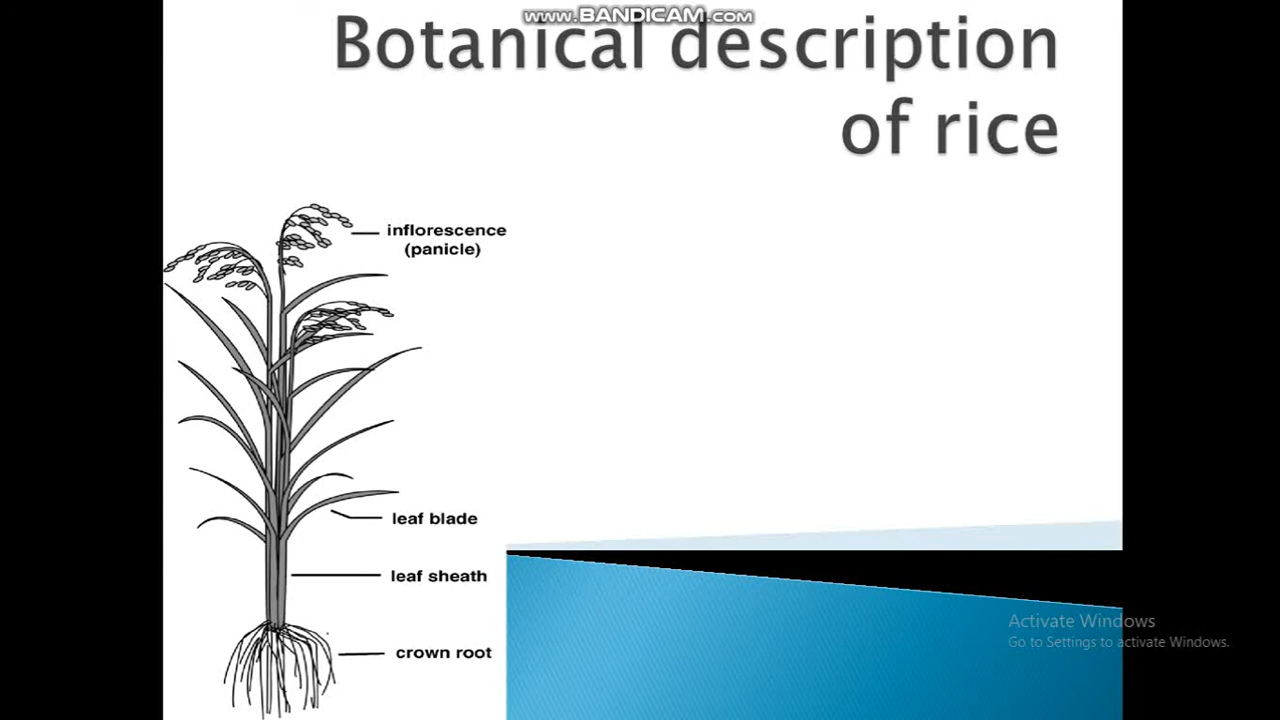 www.BANDICAM.com
Botanical description
of rice
inflorescence
(panicle)
leaf blade
leaf sheath
crown root
Activate Windows
Go to Settings to activate Windows.